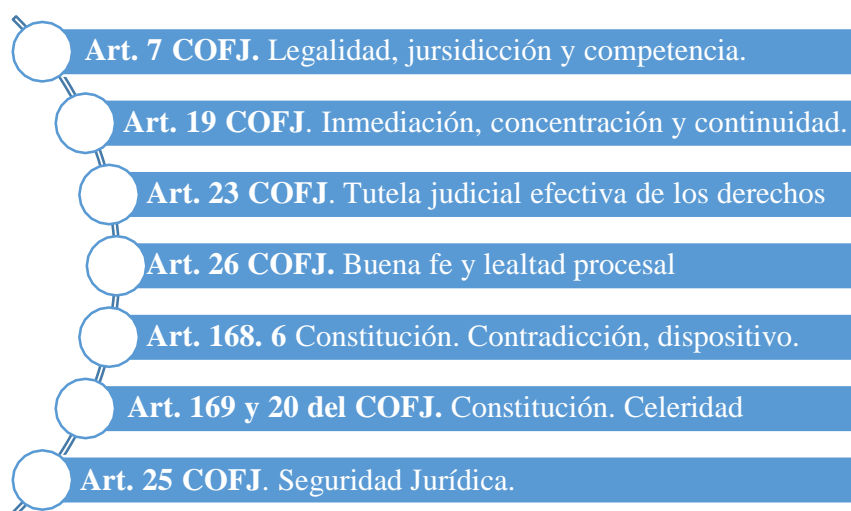 Art. 7 COFJ. Legalidad, jursidicción y competencia.
Art. 19 COFJ. Inmediación, concentración y continuidad.
Art. 23 COFJ. Tutela judicial efectiva de los derechos
Art. 26 COFJ. Buena fe y lealtad procesal
Art. 168. 6 Constitución. Contradicción, dispositivo.
Art. 169 y 20 del COFJ. Constitución. Celeridad
Art. 25 COFJ. Seguridad Jurídica.